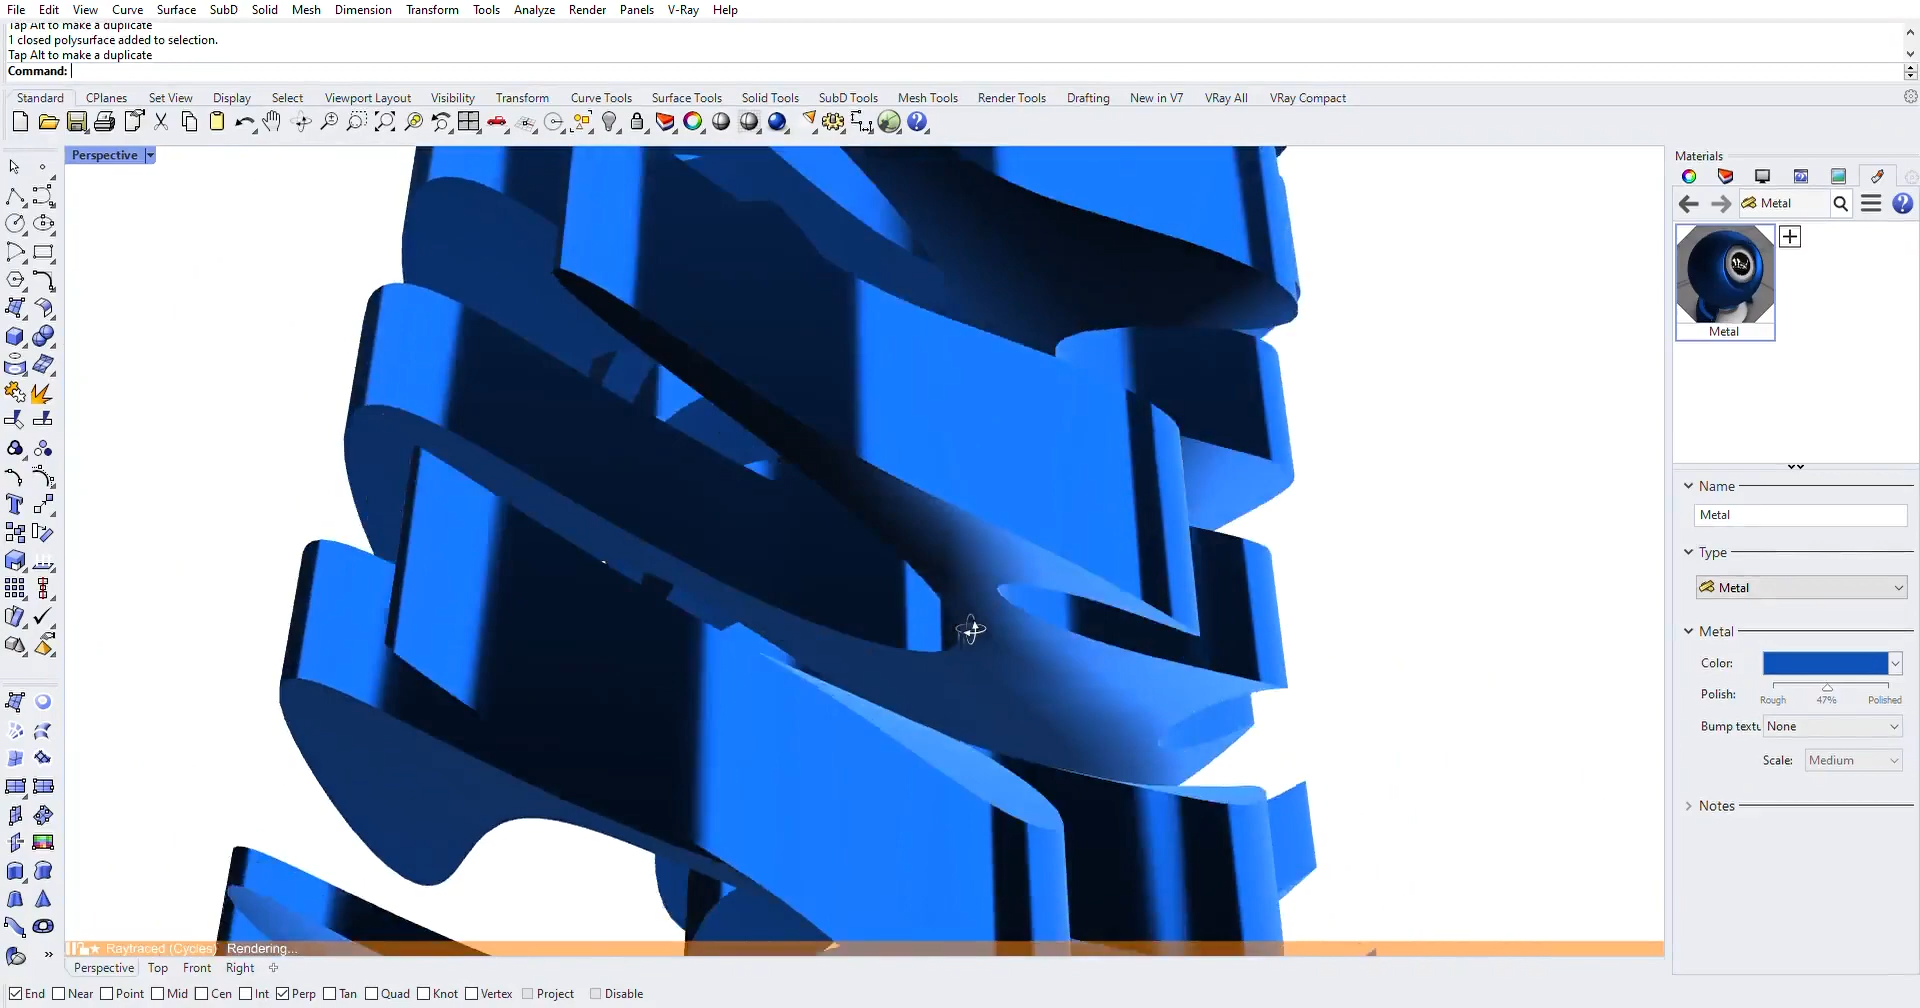 File Edit View Curve Surface SubD Solid Mesh Dimension Transform Tools Analyze Render Panels V-Ray Help
Tap Alt to make a duplicate
1 closed polysurface added to selection.
Tap Alt to make a duplicate
Command:
Standard CPlanes Set View Display Select Viewport Layout Visibility Transform Curve Tools Surface Tools Solid Tools SubD Tools Mesh Tools Render Tools Drafting New in V7 VRay All VRay Compact
Perspective
Materials
Metal
Metal
Name
Metal
Type
Metal
Metal
Color:
Polish:
Rough 47% Polished
Bump textu None
Scale: Medium
Notes
Raytraced (Cycles) Rendering...
Perspective Top Front Right
End Near Point Mid Cen Int Perp Tan Quad Knot Vertex Project Disable